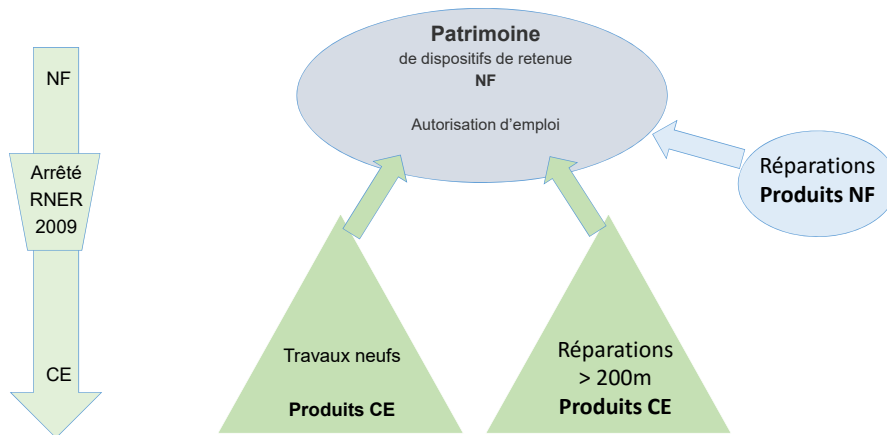 NF
Arrêté
RNER
2009
CE
Patrimoine
de dispositifs de retenue
NF
Autorisation d'emploi
Réparations
Produits NF
Travaux neufs
Produits CE
Réparations
> 200m
Produits CE